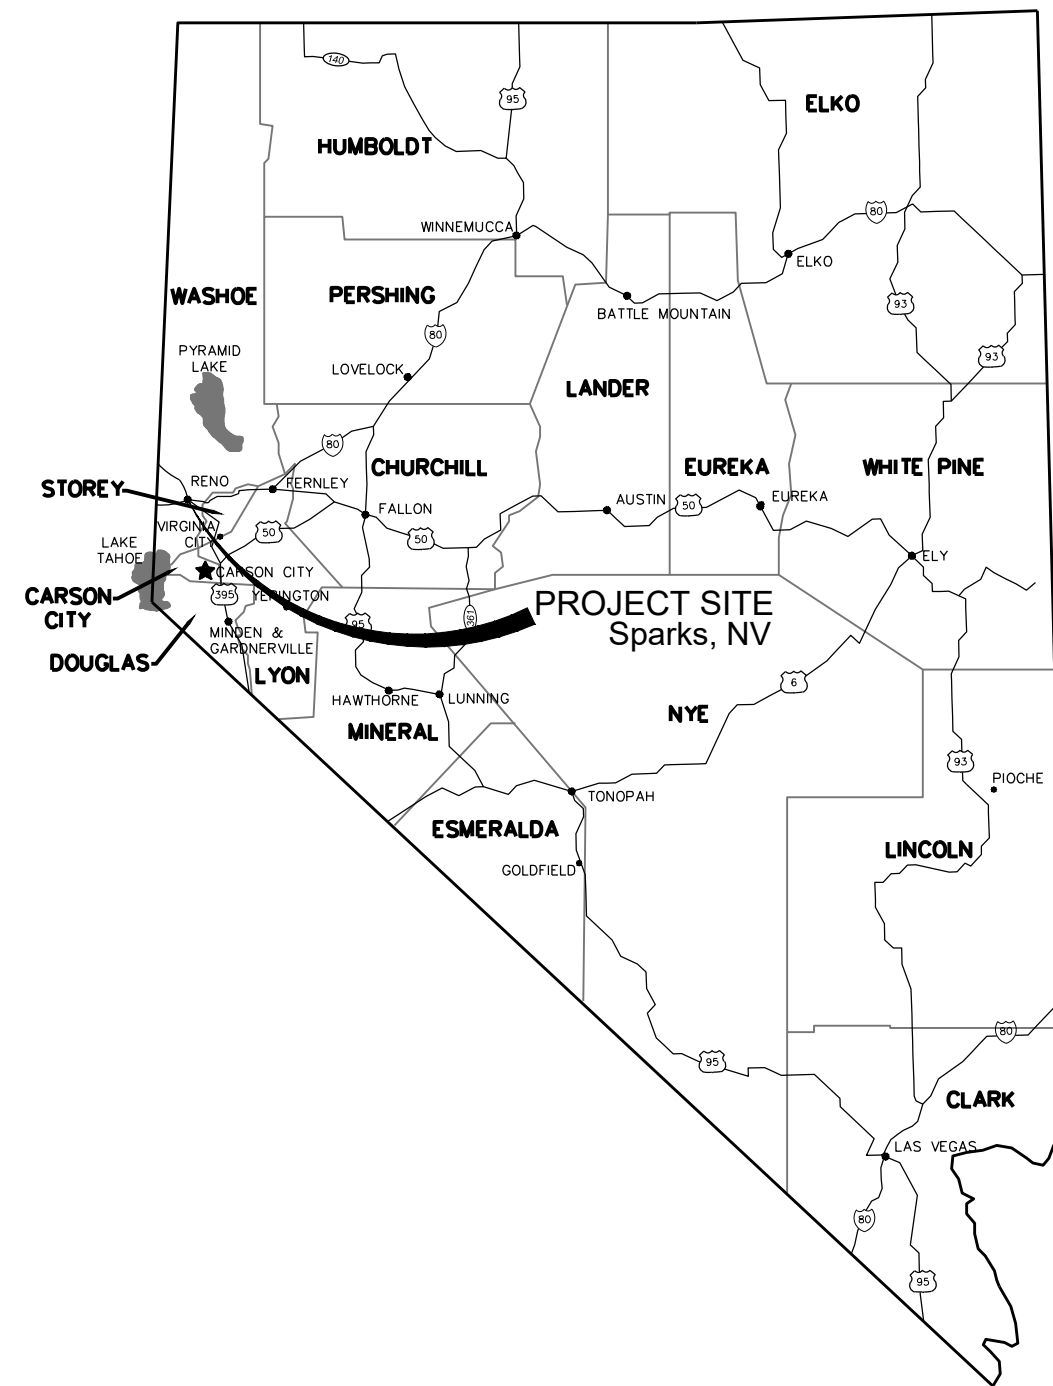 140
95
ELKO
HUMBOLDT
WINNEMUCCA
80
ELKO
WASHOE
PERSHING
93
BATTLE MOUNTAIN
80
PYRAMID
LAKE
93
LOVELOCK
LANDER
80
CHURCHILL
EUREKA
WHITE PINE
STOREY
RENO
FERNLEY
AUSTIN
50
EUREKA
FALLON
VIRGINIA
CITY
50
50
LAKE
TAHOE
ELY
CARSON CITY
CARSON
CITY
395
YERINGTON
95
361
PROJECT SITE
Sparks, NV
MINDEN &
GARDNERVILLE
DOUGLAS
LYON
6
HAWTHORNE
LUNNING
NYE
MINERAL
93
PIOCHE
TONOPAH
ESMERALDA
LINCOLN
GOLDFIELD
80
95
CLARK
LAS VEGAS
80
95